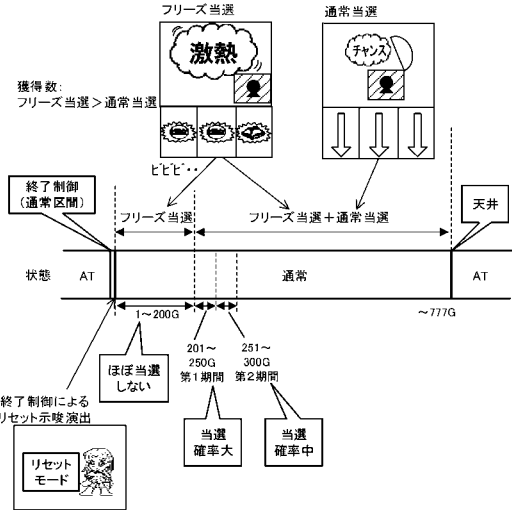 フリーズ当選
通常当選
激熱
チャンス
獲得数:
フリーズ当選＞通常当選
ビビビ・・
終了制御
(通常区間)
フリーズ当選
フリーズ当選＋通常当選
天井
状態
AT
通常
AT
1～200G
～777G
ほぼ当選
しない
201～
250G
第1期間
251～
300G
第2期間
当選
確率大
当選
確率中
終了制御による
リセット示唆演出
リセット
モード